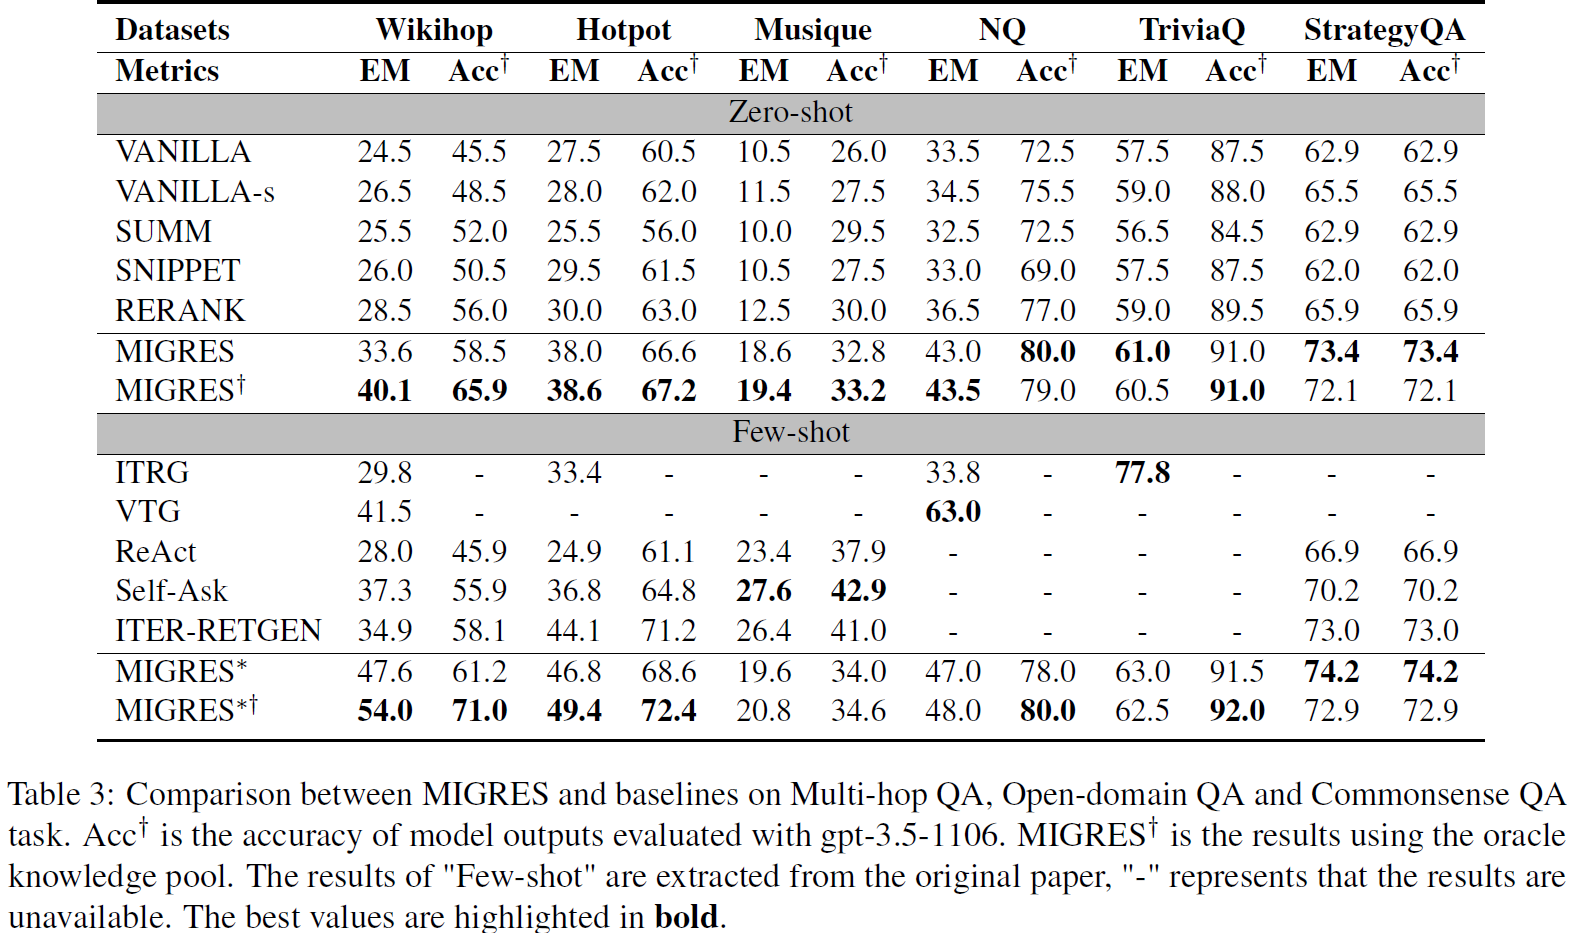 Datasets Wikihop Hotpot Musique NQ TriviaQ StrategyQA
Metrics EM Acc† EM Acc† EM Acc† EM Acc† EM Acc† EM Acc†
Zero-shot
VANILLA 24.5 45.5 27.5 60.5 10.5 26.0 33.5 72.5 57.5 87.5 62.9 62.9
VANILLA-s 26.5 48.5 28.0 62.0 11.5 27.5 34.5 75.5 59.0 88.0 65.5 65.5
SUMM 25.5 52.0 25.5 56.0 10.0 29.5 32.5 72.5 56.5 84.5 62.9 62.9
SNIPPET 26.0 50.5 29.5 61.5 10.5 27.5 33.0 69.0 57.5 87.5 62.0 62.0
RERANK 28.5 56.0 30.0 63.0 12.5 30.0 36.5 77.0 59.0 89.5 65.9 65.9
MIGRES 33.6 58.5 38.0 66.6 18.6 32.8 43.0 80.0 61.0 91.0 73.4 73.4
MIGRES† 40.1 65.9 38.6 67.2 19.4 33.2 43.5 79.0 60.5 91.0 72.1 72.1
Few-shot
ITRG 29.8 - 33.4 - - - 33.8 - 77.8 - - -
VTG 41.5 - - - - - 63.0 - - - - -
ReAct 28.0 45.9 24.9 61.1 23.4 37.9 - - - - 66.9 66.9
Self-Ask 37.3 55.9 36.8 64.8 27.6 42.9 - - - - 70.2 70.2
ITER-RETGEN 34.9 58.1 44.1 71.2 26.4 41.0 - - - - 73.0 73.0
MIGRES* 47.6 61.2 46.8 68.6 19.6 34.0 47.0 78.0 63.0 91.5 74.2 74.2
MIGRES*† 54.0 71.0 49.4 72.4 20.8 34.6 48.0 80.0 62.5 92.0 72.9 72.9
Table 3: Comparison between MIGRES and baselines on Multi-hop QA, Open-domain QA and Commonsense QA
task. Acc† is the accuracy of model outputs evaluated with gpt-3.5-1106. MIGRES† is the results using the oracle
knowledge pool. The results of "Few-shot" are extracted from the original paper, "-" represents that the results are
unavailable. The best values are highlighted in bold.